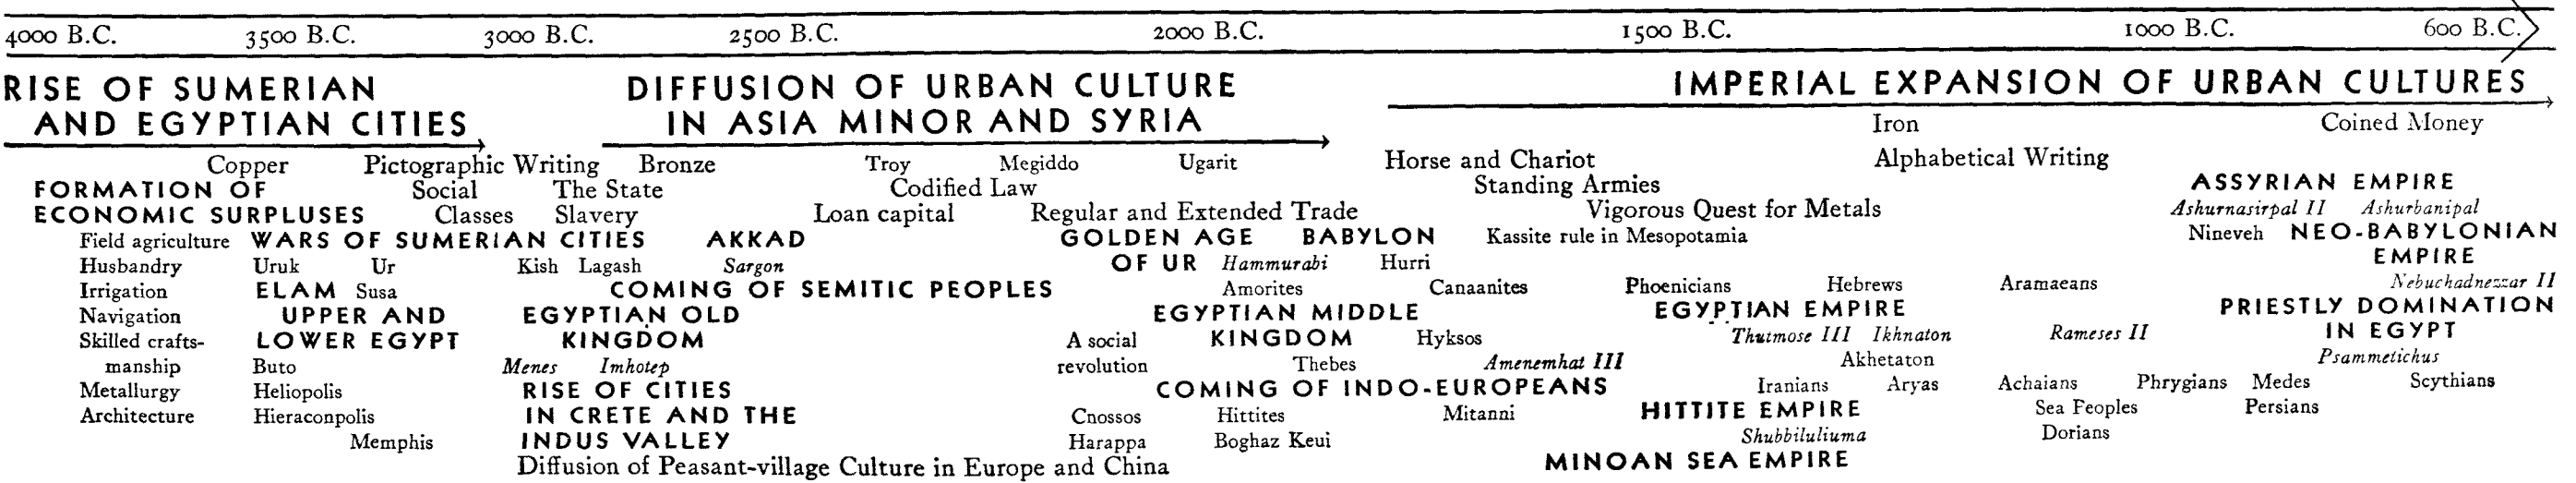 4000 B.C. 3500 B.C. 3000 B.C. 2500 B.C. 2000 B.C. 1500 B.C. 1000 B.C. 600 B.C.
RISE OF SUMERIAN DIFFUSION OF URBAN CULTURE IMPERIAL EXPANSION OF URBAN CULTURES
AND EGYPTIAN CITIES IN ASIA MINOR AND SYRIA Iron Coined Money
Copper Pictographic Writing Bronze Troy Megiddo Ugarit Horse and Chariot Alphabetical Writing
FORMATION OF Social The State Codified Law Standing Armies ASSYRIAN EMPIRE
ECONOMIC SURPLUSES Classes Slavery Loan capital Regular and Extended Trade Vigorous Quest for Metals Ashurnasirpal II Ashurbanipal
Field agriculture WARS OF SUMERIAN CITIES AKKAD GOLDEN AGE BABYLON Kassite rule in Mesopotamia Nineveh NEO-BABYLONIAN
Husbandry Uruk Ur Kish Lagash Sargon OF UR Hammurabi Hurri EMPIRE
Irrigation ELAM Susa COMING OF SEMITIC PEOPLES Amorites Canaanites Phoenicians Hebrews Aramaeans Nebuchadnezzar II
Navigation UPPER AND EGYPTIAN OLD EGYPTIAN MIDDLE EGYPTIAN EMPIRE PRIESTLY DOMINATION
Skilled crafts- LOWER EGYPT KINGDOM A social KINGDOM Hyksos Thutmose III Ikhnaton Rameses II IN EGYPT
manship Buto Menes Imhotep revolution Thebes Amenemhat III Akhetaton Psammetichus
Metallurgy Heliopolis RISE OF CITIES COMING OF INDO-EUROPEANS Iranians Aryas Achaians Phrygians Medes Scythians
Architecture Hieraconpolis IN CRETE AND THE Cnossos Hittites Mitanni HITTITE EMPIRE Sea Feoples Persians
Memphis INDUS VALLEY Harappa Boghaz Keui Shubbiluliuma Dorians
Diffusion of Peasant-village Culture in Europe and China MINOAN SEA EMPIRE